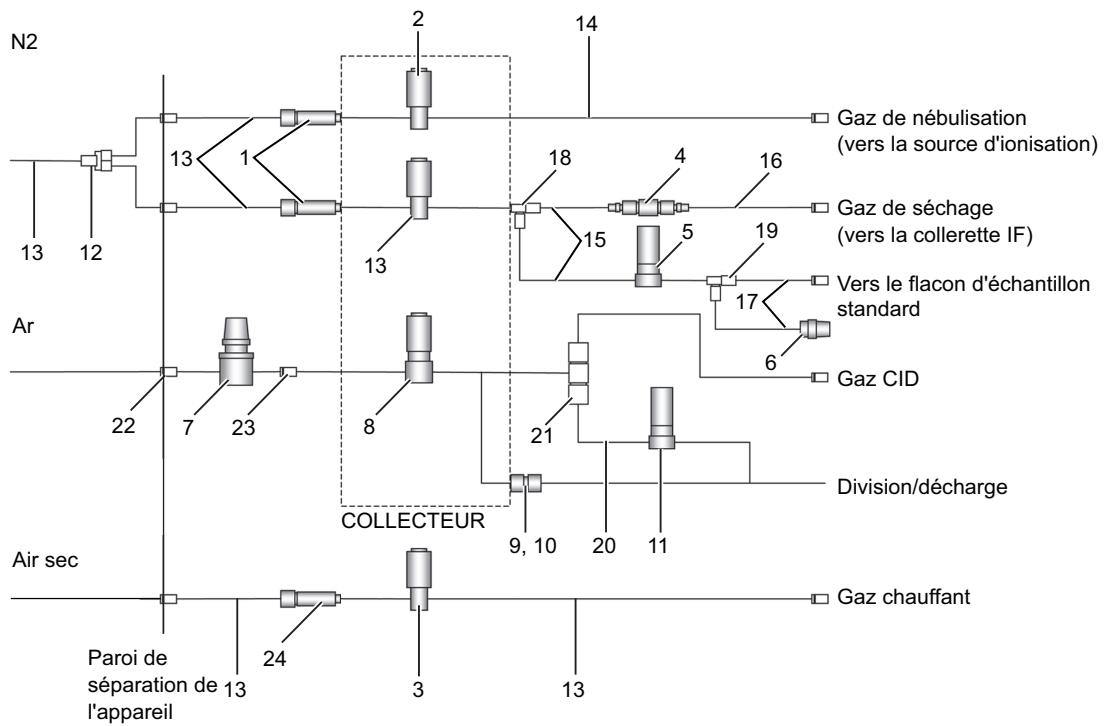 2
14
N2
Gaz de nébulisation
(vers la source d'ionisation)
13
1
18
4
16
Gaz de séchage
(vers la collerette IF)
13
12
13
15
5
19
Vers le flacon d'échantillon
standard
17
Ar
6
Gaz CID
22
7
23
8
21
Division/décharge
COLLECTEUR
9, 10
20
11
Air sec
Gaz chauffant
Paroi de
séparation de
l'appareil
13
24
3
13